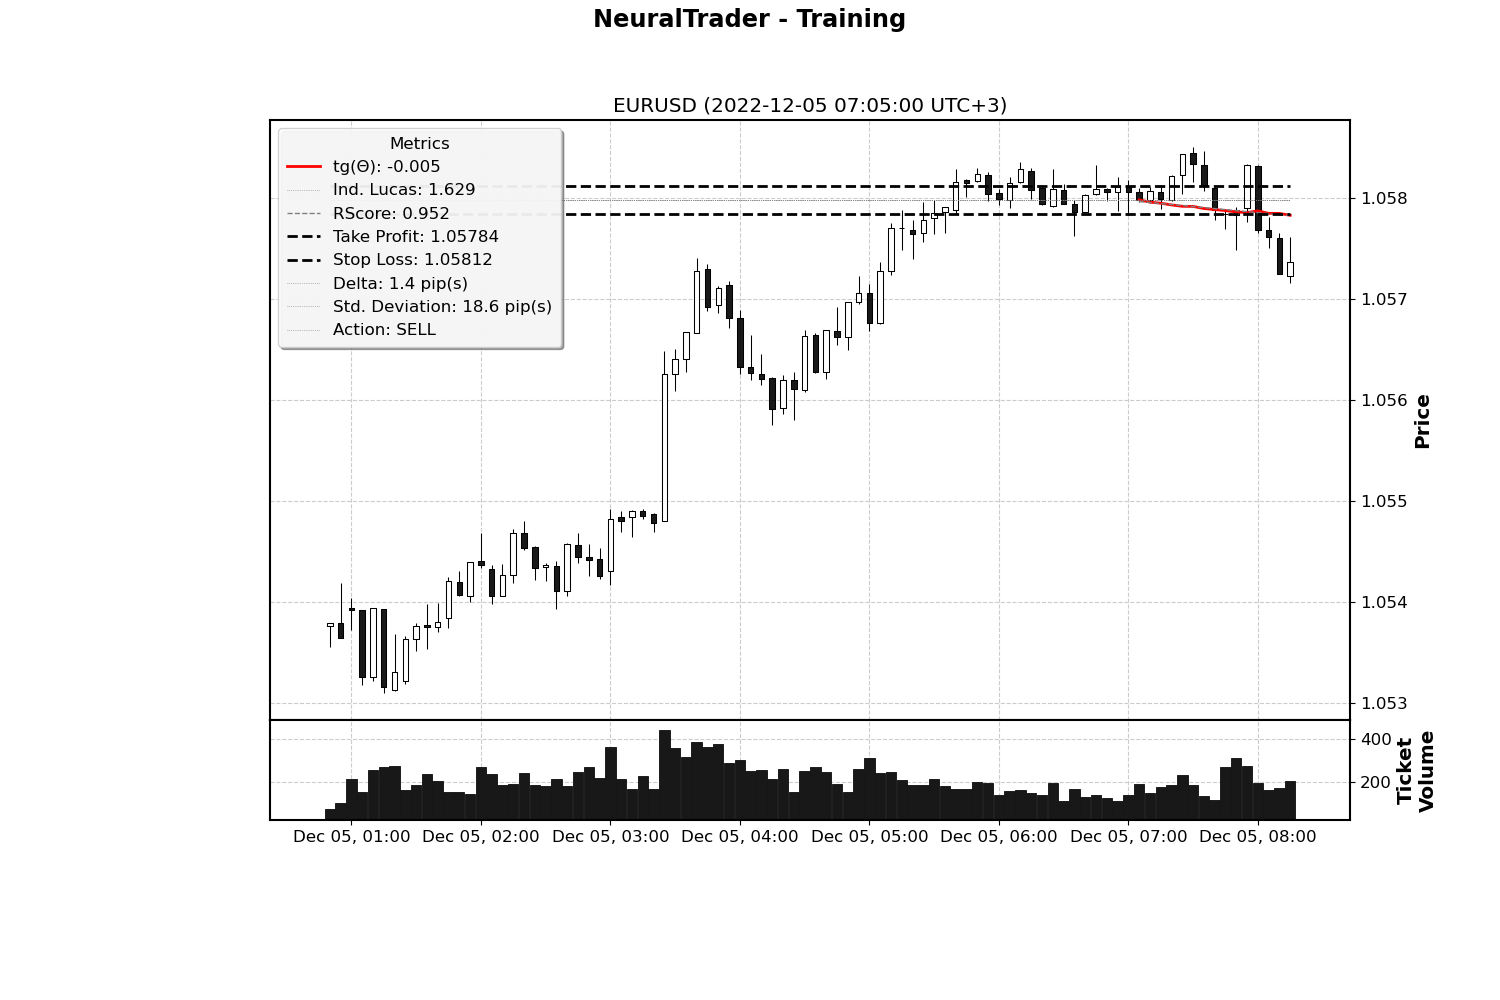 NeuralTrader - Training
EURUSD (2022-12-05 07:05:00 UTC+3)
Metrics
tg(Θ): -0.005
Ind. Lucas: 1.629
RScore: 0.952
Take Profit: 1.05784
Stop Loss: 1.05812
Delta: 1.4 pip(s)
Std. Deviation: 18.6 pip(s)
Action: SELL
1.058
1.057
1.056
1.055
1.054
1.053
Price
400
200
Ticket
Volume
Dec 05, 01:00
Dec 05, 02:00
Dec 05, 03:00
Dec 05, 04:00
Dec 05, 05:00
Dec 05, 06:00
Dec 05, 07:00
Dec 05, 08:00